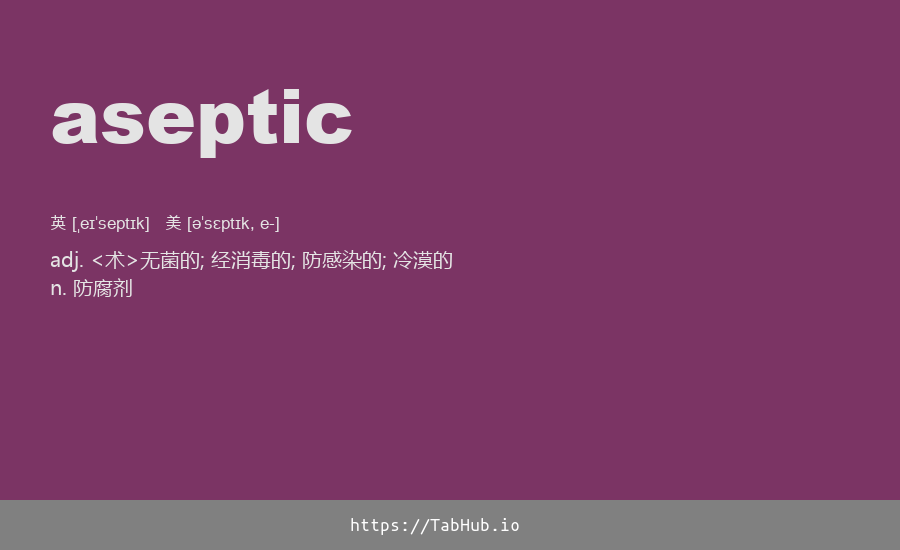 aseptic
英 [ˌeɪˈseptɪk] 美 [əˈsɛptɪk, e-]
adj. <术>无菌的; 经消毒的; 防感染的; 冷漠的
n. 防腐剂
https://TabHub.io